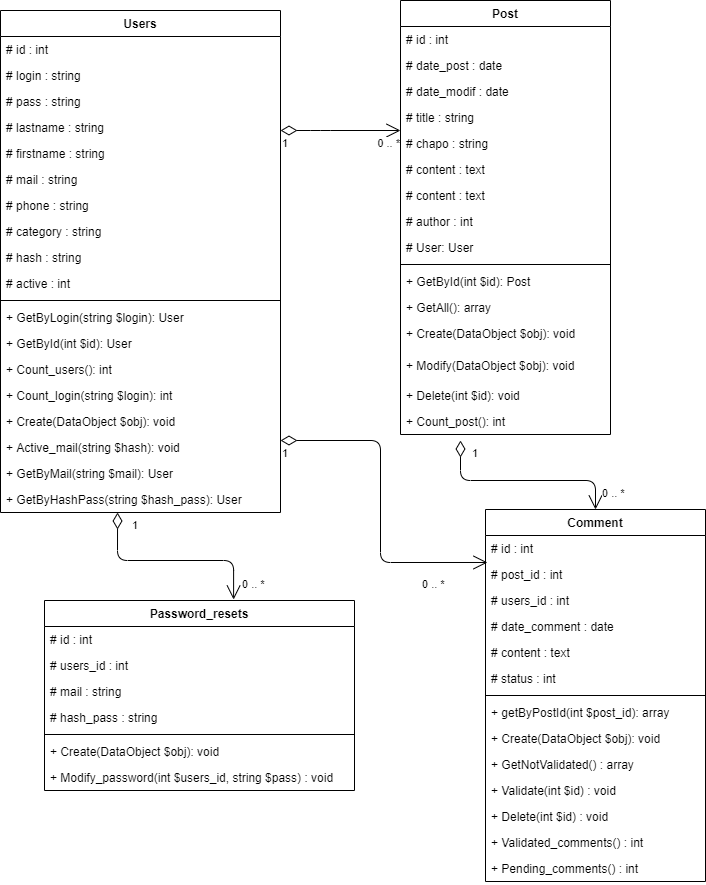 Users
# id : int
# login : string
# pass : string
# lastname : string
# firstname : string
# mail : string
# phone : string
# category : string
# hash : string
# active : int
+ GetByLogin(string $login): User
+ GetById(int $id): User
+ Count_users(): int
+ Count_login(string $login): int
+ Create(DataObject $obj): void
+ Active_mail(string $hash): void
+ GetByMail(string $mail): User
+ GetByHashPass(string $hash_pass): User
1
0 .. *
Post
# id : int
# date_post : date
# date_modif : date
# title : string
# chapo : string
# content : text
# content : text
# author : int
# User: User
+ GetById(int $id): Post
+ GetAll(): array
+ Create(DataObject $obj): void
+ Modify(DataObject $obj): void
+ Delete(int $id): void
+ Count_post(): int
1
0 .. *
1
0 .. *
1
0 .. *
Password_resets
# id : int
# users_id : int
# mail : string
# hash_pass : string
+ Create(DataObject $obj): void
+ Modify_password(int $users_id, string $pass) : void
Comment
# id : int
# post_id : int
# users_id : int
# date_comment : date
# content : text
# status : int
+ getByPostId(int $post_id): array
+ Create(DataObject $obj): void
+ GetNotValidated() : array
+ Validate(int $id) : void
+ Delete(int $id) : void
+ Validated_comments() : int
+ Pending_comments() : int